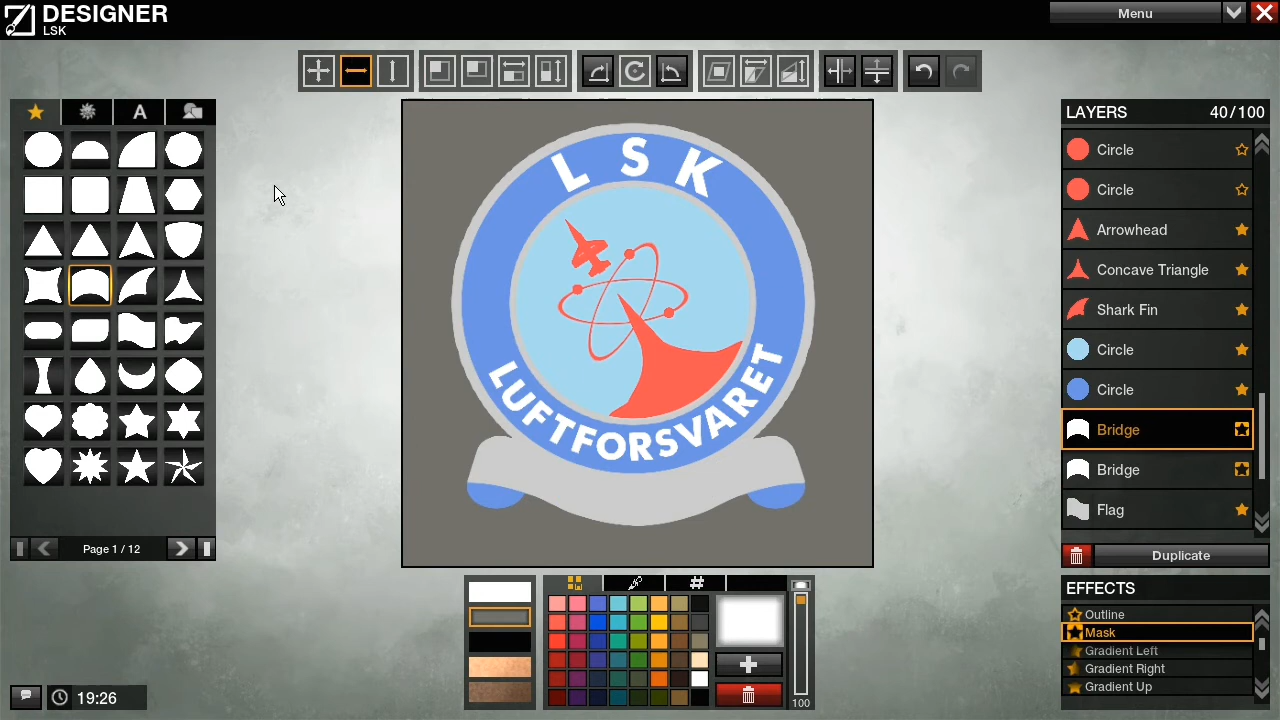 DESIGNER
LSK
Menu
A
LAYERS 40/100
Circle
Circle
Arrowhead
Concave Triangle
Shark Fin
Circle
Circle
Bridge
Bridge
Flag
L S K
LUFTFORSVARET
Page 1 / 12
Duplicate
EFFECTS
Outline
Mask
Gradient Left
Gradient Right
Gradient Up
#
100
19:26